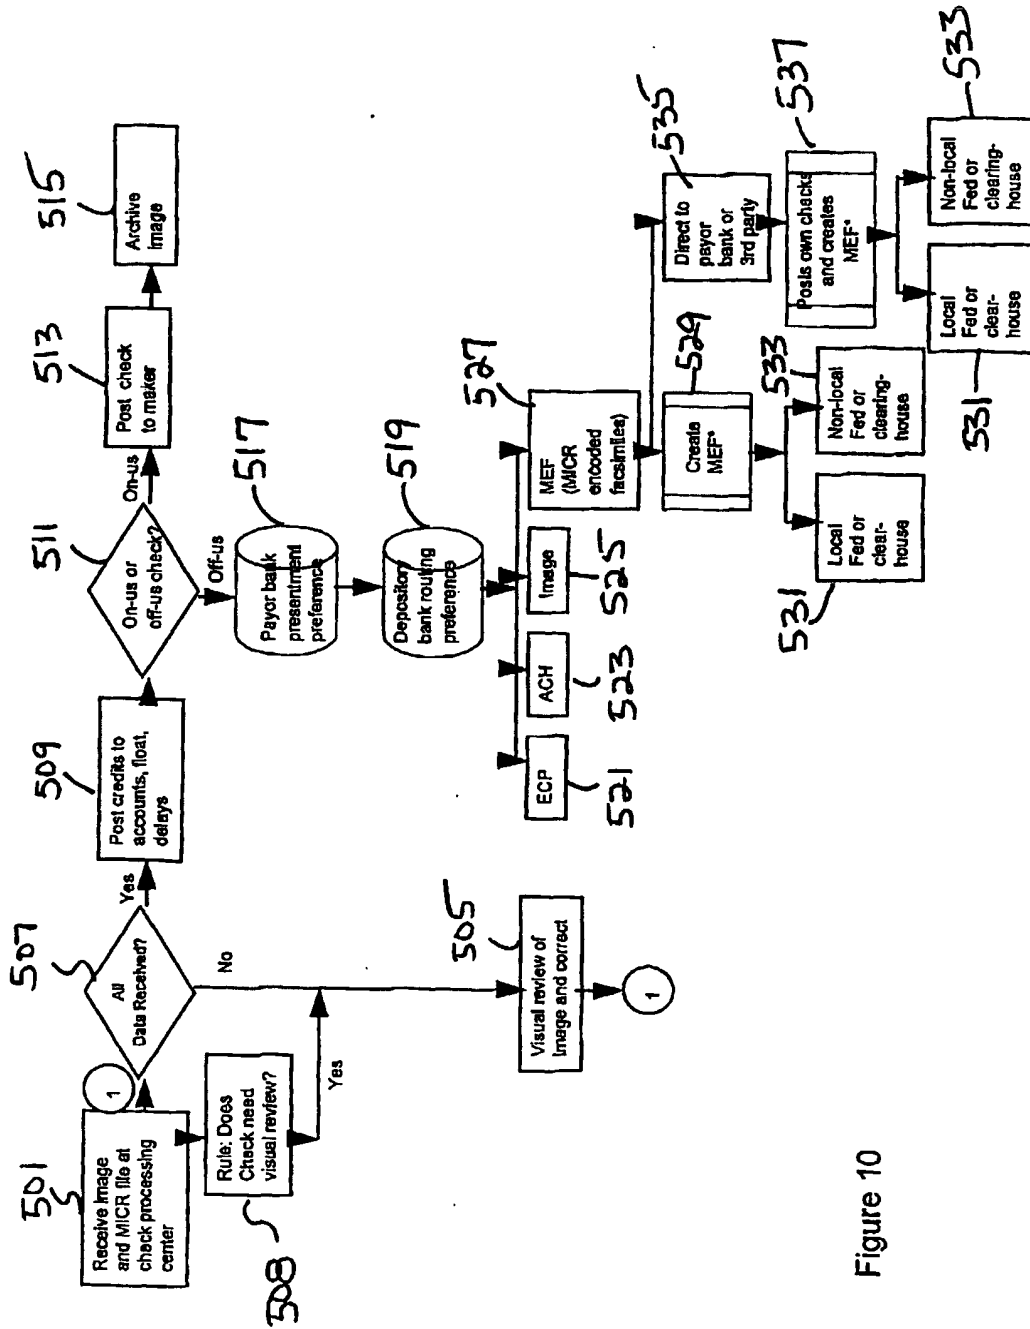 501
Receive Image
and MICR file at
check processing
center
1
508
Rule: Does
Check need
visual review?
Yes
507
All
Data Received?
Yes
No
505
Visual review of
Image and correct
1
509
Post credits to
accounts, float,
delays
511
On-us or
off-us check?
On-us
Off-us
513
Post check
to maker
515
Archive
Image
517
Payor bank
presentment
preference
519
Depository
bank routing
preference
ECP
521
ACH
523
Image
525
527
MEF
(MICR
encoded
facsimiles)
529
Create
MEF*
531
Local
Fed or
clear-
house
533
Non-local
Fed or
clearing-
house
535
Direct to
payor
bank or
3rd party
537
Posts own checks
and creates
MEF*
531
Local
Fed or
clear-
house
533
Non-local
Fed or
clearing-
house
Figure 10